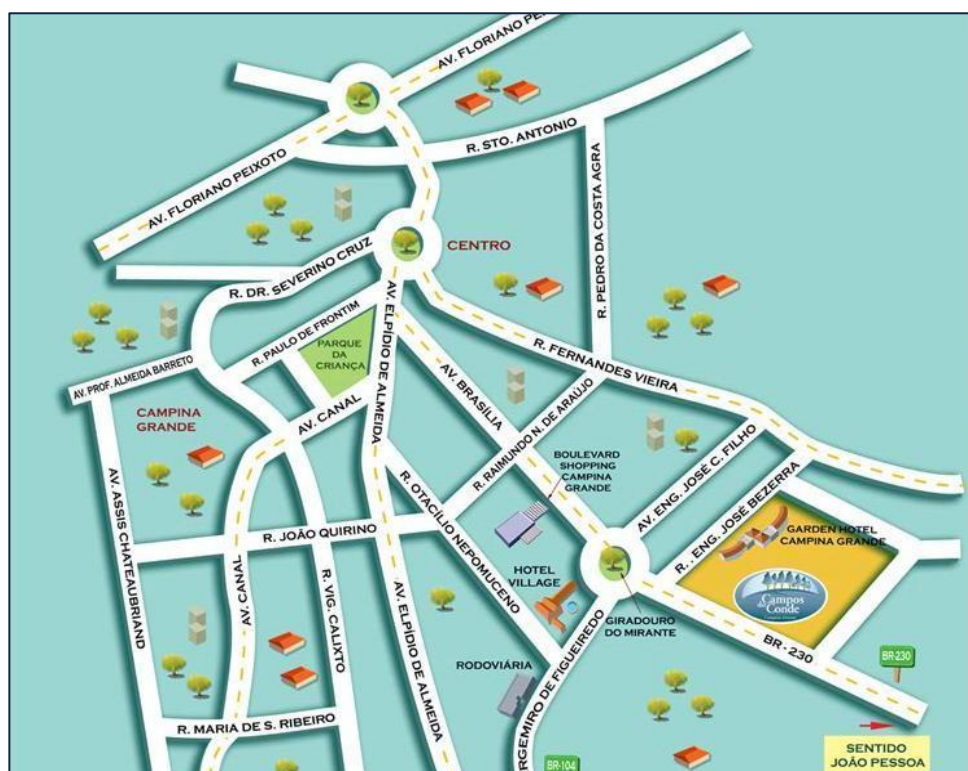 AV. FLORIANO PEIXOTO
AV. FLORIANO PE
R. STO. ANTONIO
R. PEDRO DA COSTA AGRA
CENTRO
R. DR. SEVERINO CRUZ
R. PAULO DE FRONTIM
PARQUE
DA
CRIANÇA
AV. ELPÍDIO DE ALMEIDA
AV. BRASÍLIA
R. FERNANDES VIEIRA
AV. PROF. ALMEIDA BARRETO
CAMPINA
GRANDE
AV. CANAL
R. RAIMUNDO N. DE ARAÚJO
BOULEVARD
SHOPPING
CAMPINA
GRANDE
AV. ENG. JOSÉ C. FILHO
R. . ENG. JOSÉ BEZERRA
GARDEN HOTEL
CAMPINA GRANDE
AV. ASSIS CHATEAUBRIAND
R. JOÃO QUIRINO
R. OTACÍLIO NEPOMUCENO
HOTEL
VILLAGE
Campos
do
Conde
GIRADOURO
DO MIRANTE
AV. CANAL
R. VIG. CALIXTO
AV. ELPÍDIO DE ALMEIDA
RODOVIÁRIA
RGEMIRO DE FIGUEIREDO
BR - 230
BR-230
R. MARIA DE S. RIBEIRO
BR-104
SENTIDO
JOÃO PESSOA